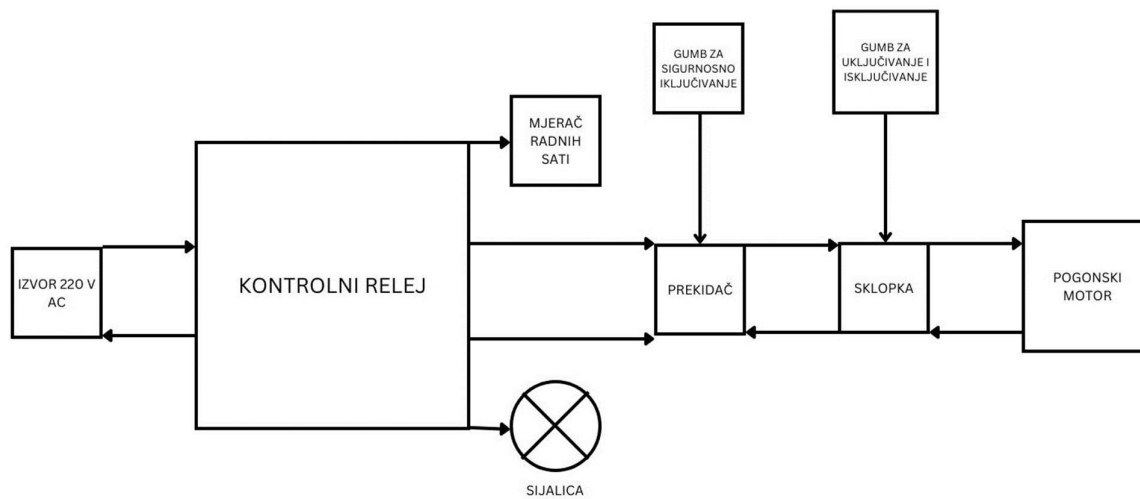 GUMB ZA
SIGURNOSNO
IKLJUČIVANJE
GUMB ZA
UKLJUČIVANJE I
ISKLJUČIVANJE
MJERAČ
RADNIH
SATI
IZVOR 220 V
AC
KONTROLNI RELEJ
PREKIDAČ
SKLOPKA
POGONSKI
MOTOR
SIJALICA